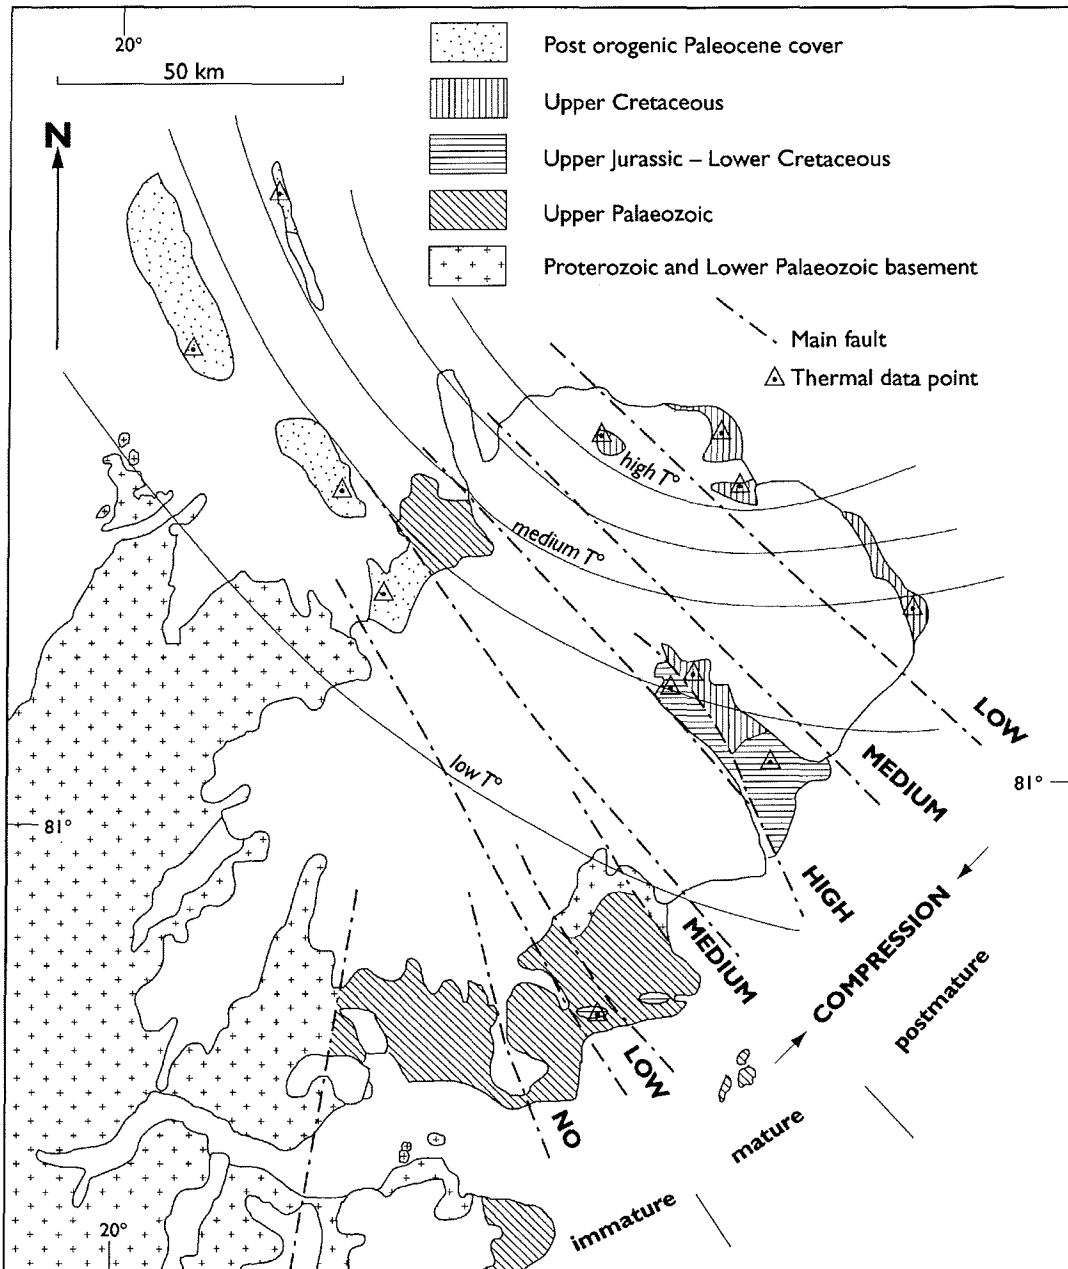 20°
50 km
N
Post orogenic Paleocene cover
Upper Cretaceous
Upper Jurassic – Lower Cretaceous
Upper Palaeozoic
Proterozoic and Lower Palaeozoic basement
Main fault
Thermal data point
high T°
medium T°
low T°
LOW
MEDIUM
81°
81°
HIGH
MEDIUM
COMPRESSION
postmature
LOW
NO
mature
immature
20°